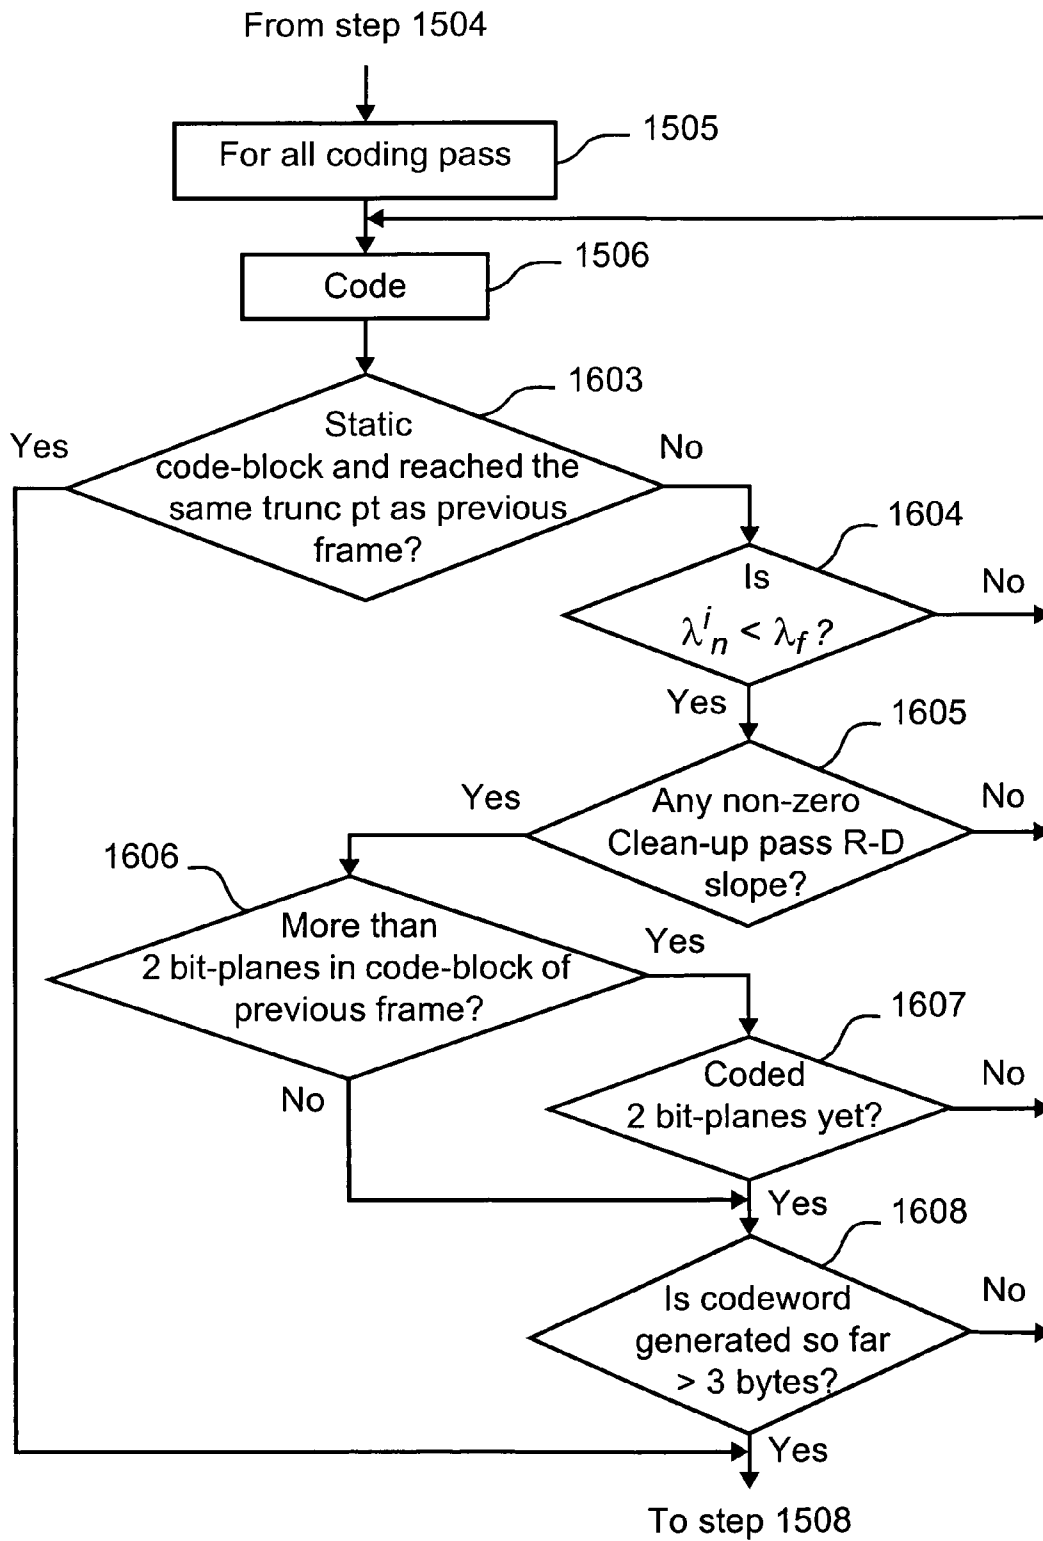 From step 1504
For all coding pass
1505
Code
1506
Static
code-block and reached the
same trunc pt as previous
frame?
1603
Yes
No
Is
λⁱₙ < λ_f ?
1604
No
Yes
Any non-zero
Clean-up pass R-D
slope?
1605
No
Yes
More than
2 bit-planes in code-block of
previous frame?
1606
Yes
No
Coded
2 bit-planes yet?
1607
No
Yes
Is codeword
generated so far
> 3 bytes?
1608
No
Yes
To step 1508